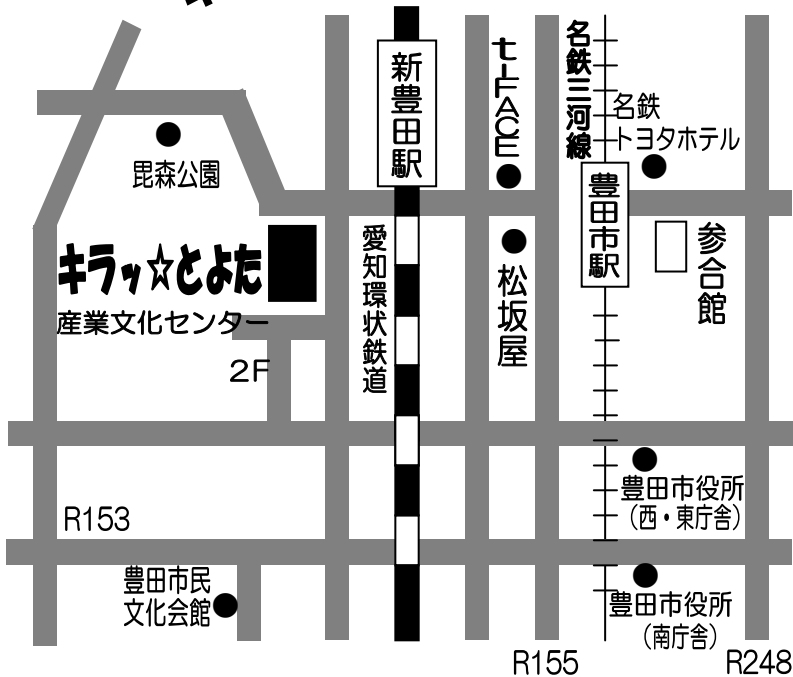 新豊田駅
t-FACE
名鉄三河線
名鉄
トヨタホテル
毘森公園
豊田市駅
参合館
キラッ☆とよた
産業文化センター
2F
愛知環状鉄道
松坂屋
豊田市役所
（西・東庁舎）
R153
豊田市民
文化会館
豊田市役所
（南庁舎）
R155
R248